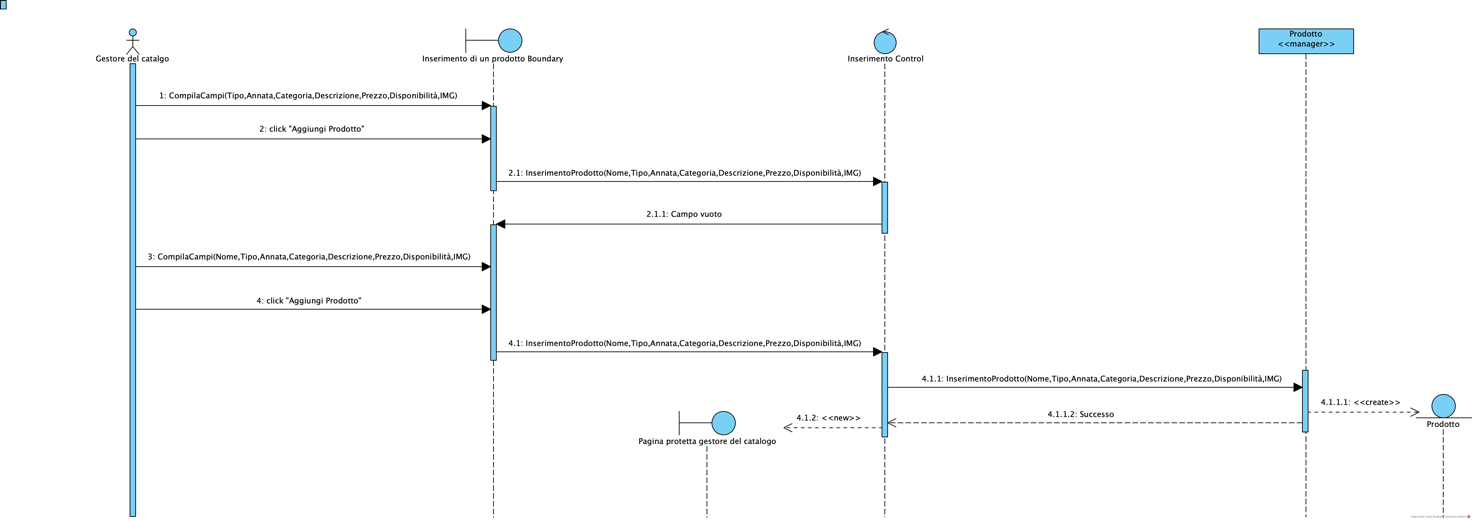 Prodotto
<<manager>>
Gestore del catalgo
Inserimento di un prodotto Boundary
Inserimento Control
1: CompilaCampi(Tipo,Annata,Categoria,Descrizione,Prezzo,Disponibilità,IMG)
2: click "Aggiungi Prodotto"
2.1: InserimentoProdotto(Nome,Tipo,Annata,Categoria,Descrizione,Prezzo,Disponibilità,IMG)
2.1.1: Campo vuoto
3: CompilaCampi(Nome,Tipo,Annata,Categoria,Descrizione,Prezzo,Disponibilità,IMG)
4: click "Aggiungi Prodotto"
4.1: InserimentoProdotto(Nome,Tipo,Annata,Categoria,Descrizione,Prezzo,Disponibilità,IMG)
4.1.1: InserimentoProdotto(Nome,Tipo,Annata,Categoria,Descrizione,Prezzo,Disponibilità,IMG)
4.1.1.1: <<create>>
4.1.2: <<new>>
4.1.1.2: Successo
Prodotto
Pagina protetta gestore del catalogo